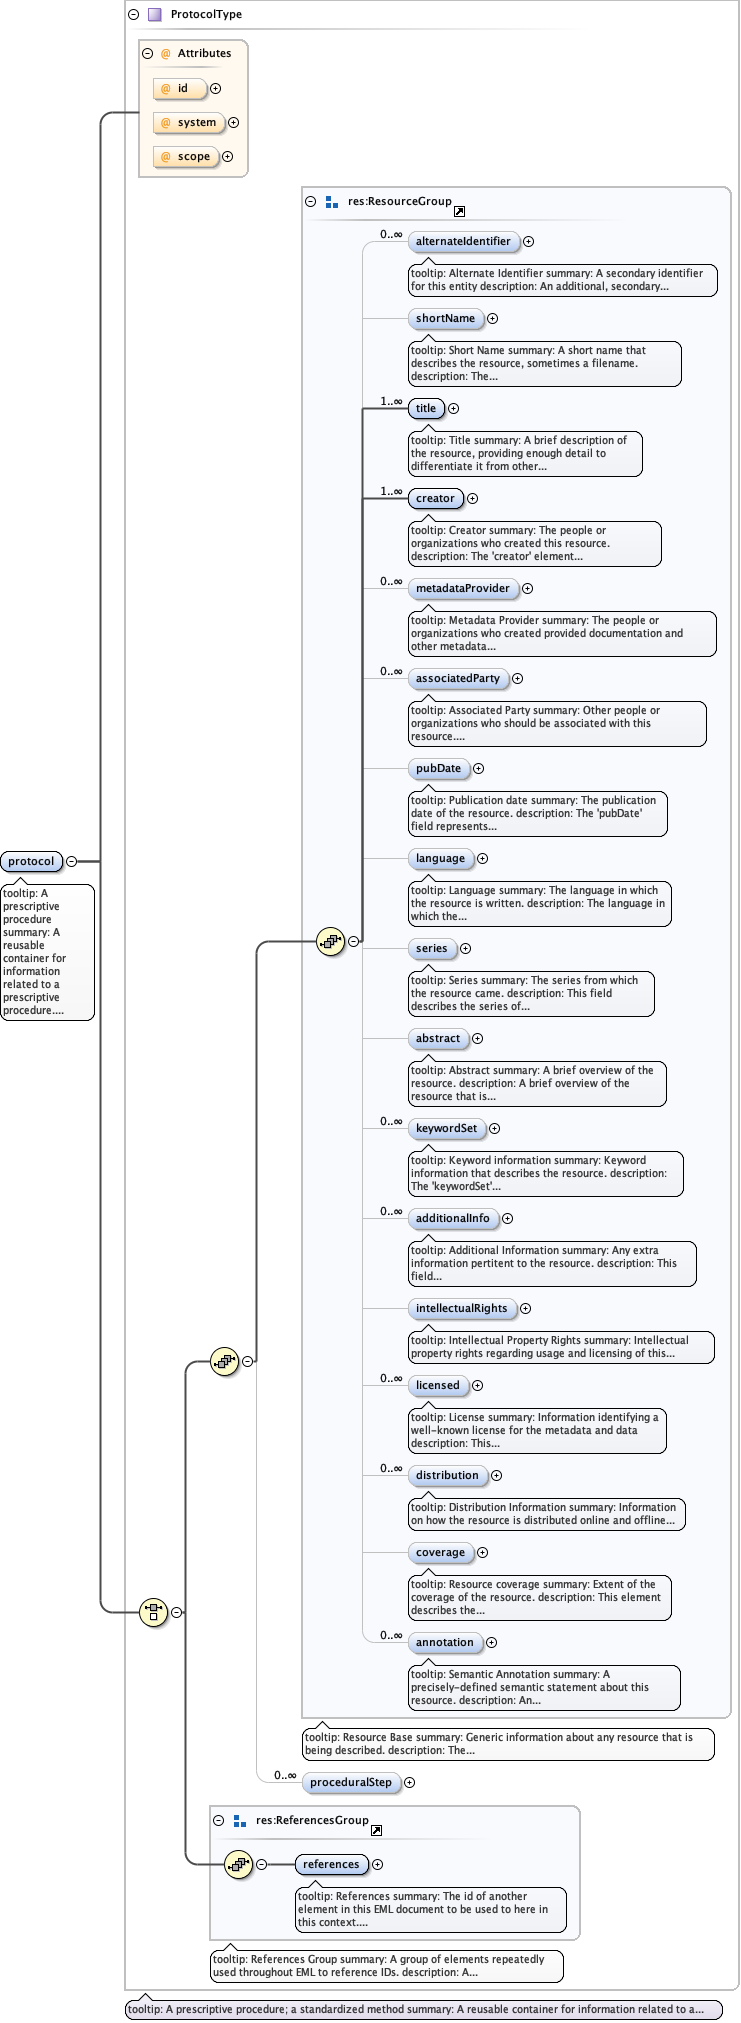 ProtocolType
@ Attributes
@ id
@ system
@ scope
res:ResourceGroup
0..∞
alternateIdentifier
tooltip: Alternate Identifier summary: A secondary identifier
for this entity description: An additional, secondary...
shortName
tooltip: Short Name summary: A short name that
describes the resource, sometimes a filename.
description: The...
1..∞
title
tooltip: Title summary: A brief description of
the resource, providing enough detail to
differentiate it from other...
1..∞
creator
tooltip: Creator summary: The people or
organizations who created this resource.
description: The 'creator' element...
0..∞
metadataProvider
tooltip: Metadata Provider summary: The people or
organizations who created provided documentation and
other metadata...
0..∞
associatedParty
tooltip: Associated Party summary: Other people or
organizations who should be associated with this
resource....
pubDate
tooltip: Publication date summary: The publication
date of the resource. description: The 'pubDate'
field represents...
protocol
tooltip: A
prescriptive
procedure
summary: A
reusable
container for
information
related to a
prescriptive
procedure....
language
tooltip: Language summary: The language in which
the resource is written. description: The language in
which the...
series
tooltip: Series summary: The series from which
the resource came. description: This field
describes the series of...
abstract
tooltip: Abstract summary: A brief overview of the
resource. description: A brief overview of the
resource that is...
0..∞
keywordSet
tooltip: Keyword information summary: Keyword
information that describes the resource. description:
The 'keywordSet'...
0..∞
additionalInfo
tooltip: Additional Information summary: Any extra
information pertitent to the resource. description: This
field...
intellectualRights
tooltip: Intellectual Property Rights summary: Intellectual
property rights regarding usage and licensing of this...
0..∞
licensed
tooltip: License summary: Information identifying a
well-known license for the metadata and data
description: This...
0..∞
distribution
tooltip: Distribution Information summary: Information
on how the resource is distributed online and offline...
coverage
tooltip: Resource coverage summary: Extent of the
coverage of the resource. description: This element
describes the...
0..∞
annotation
tooltip: Semantic Annotation summary: A
precisely-defined semantic statement about this
resource. description: An...
tooltip: Resource Base summary: Generic information about any resource that is
being described. description: The...
0..∞
proceduralStep
res:ReferencesGroup
references
tooltip: References summary: The id of another
element in this EML document to be used to here in
this context....
tooltip: References Group summary: A group of elements repeatedly
used throughout EML to reference IDs. description: A...
tooltip: A prescriptive procedure; a standardized method summary: A reusable container for information related to a...